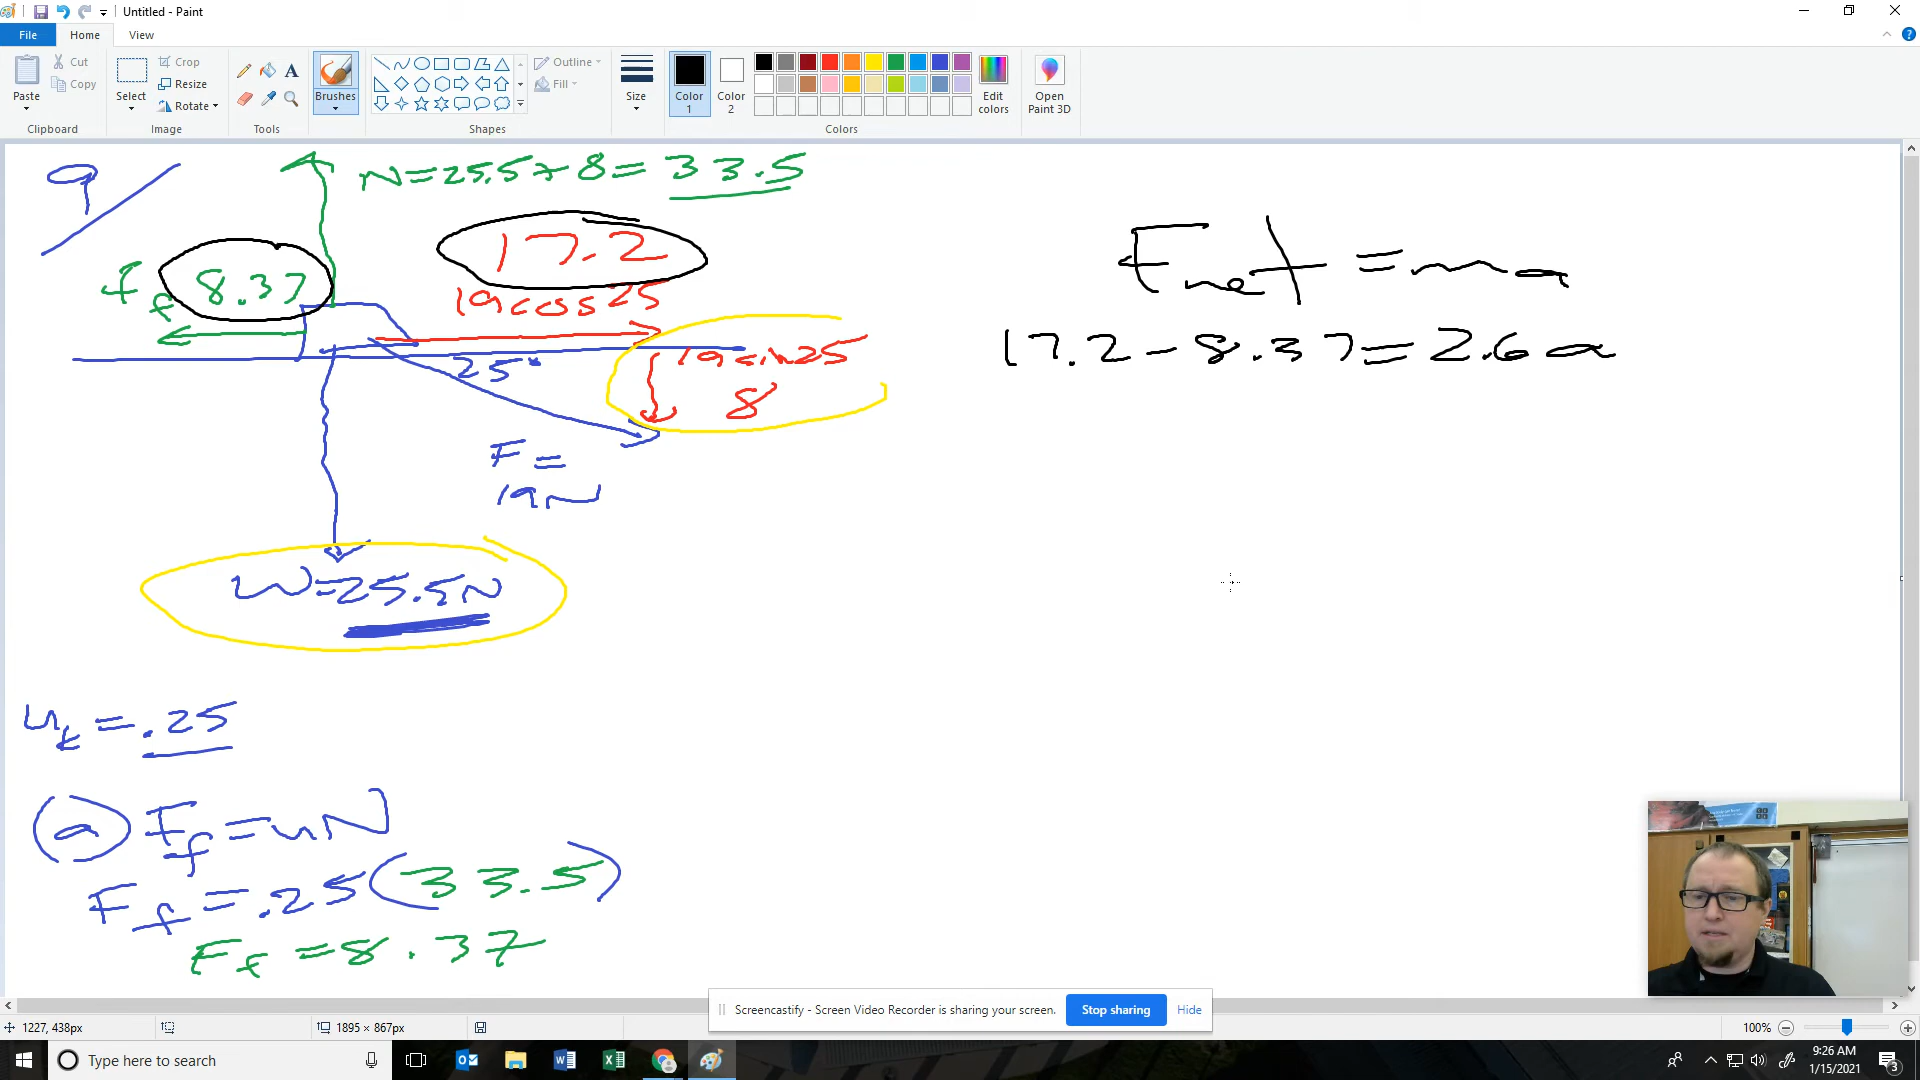 Untitled - Paint
File
Home
View
Paste
Cut
Copy
Clipboard
Select
Crop
Resize
Rotate
Image
Tools
Brushes
Shapes
Outline
Fill
Size
Color 1
Color 2
Colors
Edit colors
Open Paint 3D
9
N=25.5+8=33.5
17.2
Ff 8.37
19cos25
19sin25
8
25°
F=
19N
W=25.5N
Fnet=ma
17.2-8.37=2.6a
uk=.25
(a) Ff=uN
Ff=.25(33.5)
Ff=8.37
Screencastify - Screen Video Recorder is sharing your screen.
Stop sharing
Hide
1227, 438px
1895 × 867px
100%
Type here to search
9:26 AM
1/15/2021
3